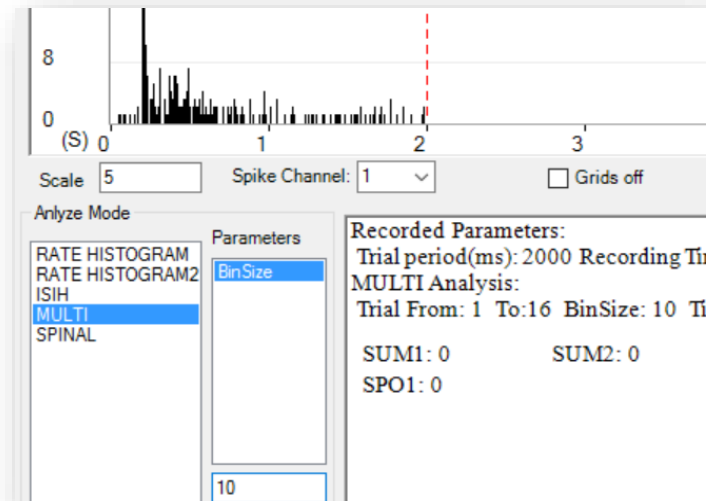 8
0
(S) 0 1 2 3
Scale 5 Spike Channel: 1 Grids off
Anlyze Mode
Parameters
RATE HISTOGRAM
RATE HISTOGRAM2
ISIH
MULTI
SPINAL
BinSize
10
Recorded Parameters:
Trial period(ms): 2000 Recording
MULTI Analysis:
Trial From: 1 To:16 BinSize: 10
SUM1: 0 SUM2: 0
SPO1: 0